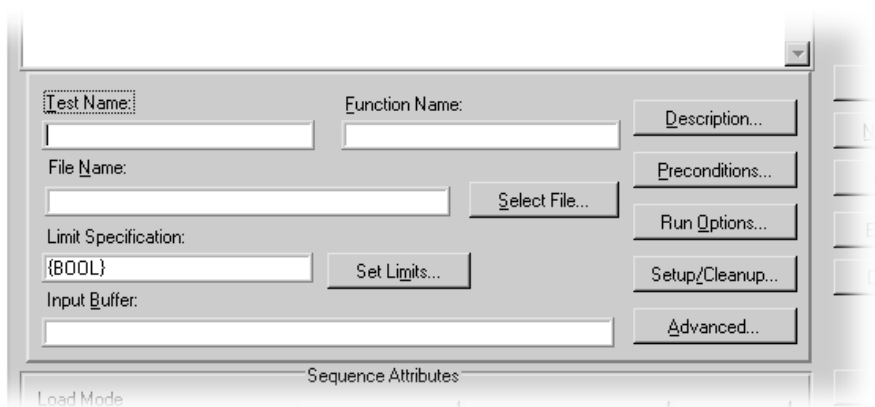 Test Name:
Function Name:
Description...
File Name:
Preconditions...
Select File...
Run Options...
Limit Specification:
{BOOL}
Set Limits...
Setup/Cleanup...
Input Buffer:
Advanced...
Sequence Attributes
Load Mode